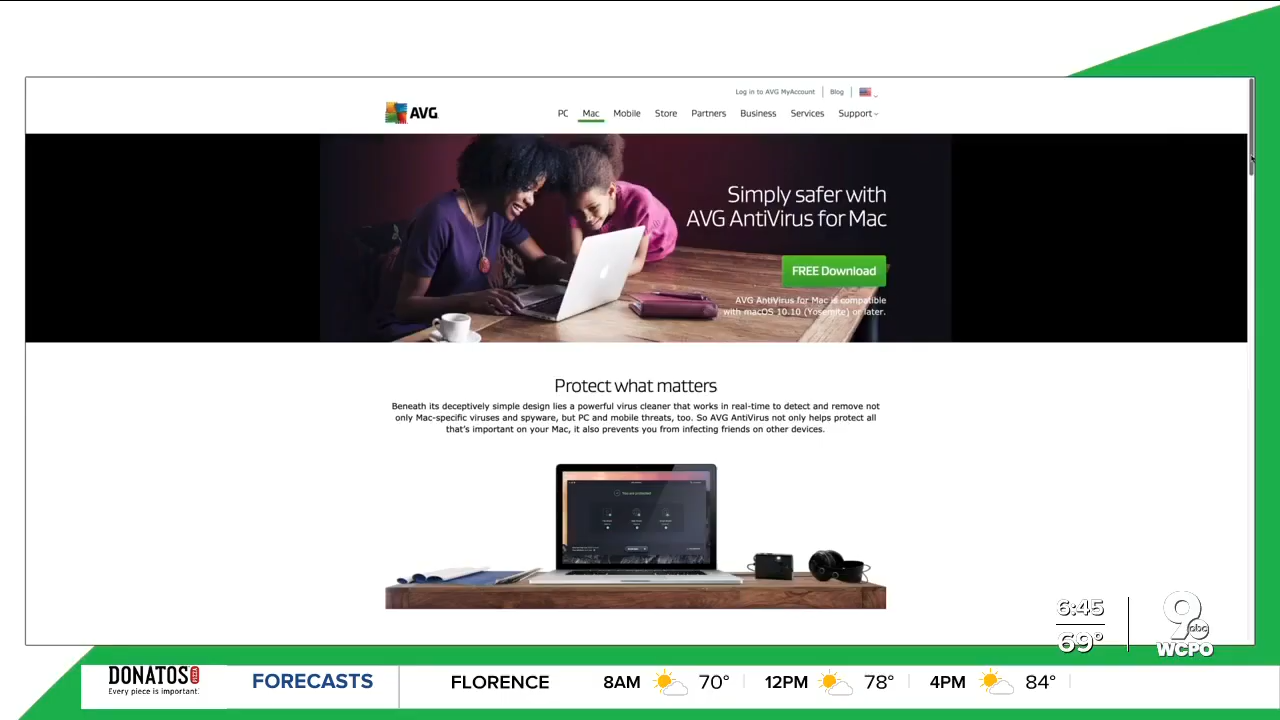 Log in to AVG MyAccount
Blog
AVG
PC Mac Mobile Store Partners Business Services Support
Simply safer with
AVG AntiVirus for Mac
FREE Download
AVG AntiVirus for Mac is compatible
with macOS 10.10 (Yosemite) or later.
Protect what matters
Beneath its deceptively simple design lies a powerful virus cleaner that works in real-time to detect and remove not
only Mac-specific viruses and spyware, but PC and mobile threats, too. So AVG AntiVirus not only helps protect all
that's important on your Mac, it also prevents you from infecting friends on other devices.
You are protected
6:45
69°
9
abc
WCPO
DONATOS
Every piece is important.
FORECASTS
FLORENCE
8AM 70°
12PM 78°
4PM 84°